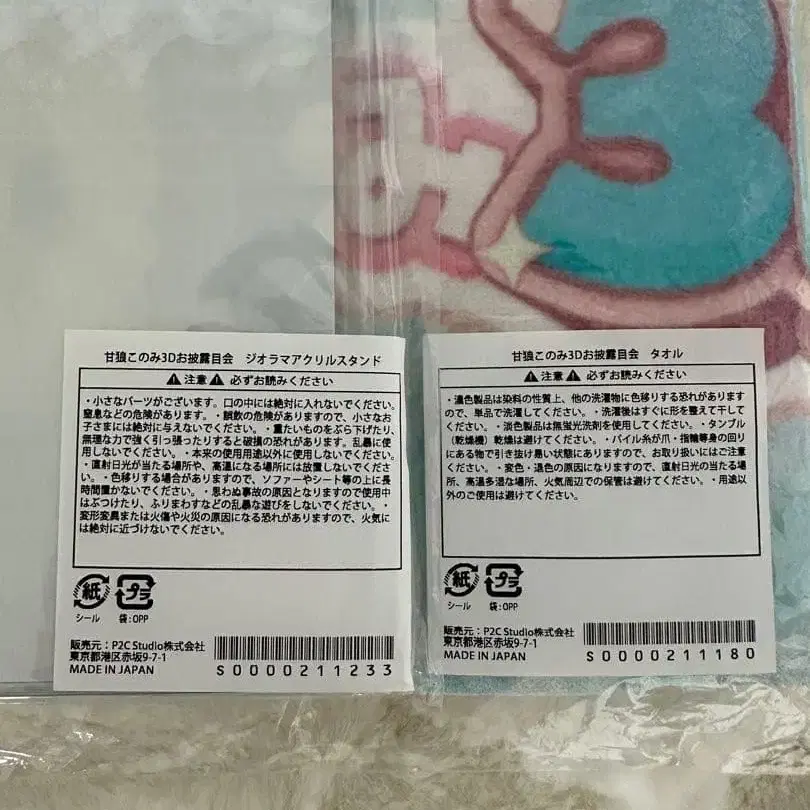 甘狼このみ3Dお披露目会　ジオラマアクリルスタンド
⚠注意⚠ 必ずお読みください
・小さなパーツがございます。口の中には絶対に入れないでください。
窒息などの危険があります。・誤飲の危険がありますので、小さなお
子さまには絶対に与えないでください。・重たいものをぶら下げたり、
無理な力で強く引っ張ったりすると破損の恐れがあります。乱暴に使
用しないでください。・本来の使用用途以外に使用しないでください。
・直射日光が当たる場所や、高温になる場所には放置しないでくださ
い。・色移りする場合がありますので、ソファーやシート等の上に長
時間置かないでください。・思わぬ事故の原因となりますので使用中
はぶつけたり、ふりまわすなどの乱暴な遊びをしないでください。・
変形変異または火傷や火災の原因になる恐れがありますので、火気に
は絶対に近づけないでください。
紙
プラ
シール
袋:OPP
販売元：P2C Studio株式会社
東京都港区赤坂9-7-1
MADE IN JAPAN
S0000211233
甘狼このみ3Dお披露目会　タオル
⚠注意⚠ 必ずお読みください
・濃色製品は染料の性質上、他の洗濯物に色移りする恐れがあります
ので、単品で洗濯してください。・洗濯後はすぐに形を整えて干して
ください。・淡色製品は無蛍光洗剤を使用してください。・タンブル
（乾燥機）乾燥は避けてください。・パイル糸が爪・指輪等身の回り
にある物で引き抜け易い状態にありますので、お取り扱いにはご注意
ください。・変色・退色の原因になりますので、直射日光の当たる場
所、高温多湿な場所、火気周辺での保管は避けてください。・用途以
外のご使用は避けてください。
紙
プラ
シール
袋:OPP
販売元：P2C Studio株式会社
東京都港区赤坂9-7-1
MADE IN JAPAN
S0000211180